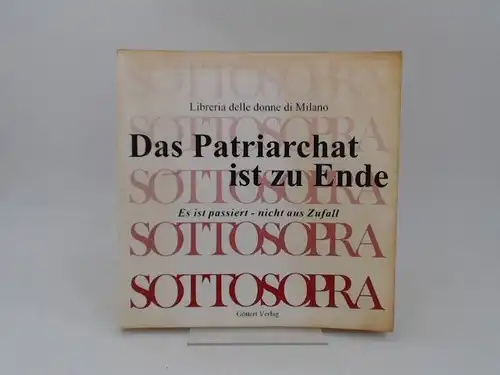 SOTTOSOPRA
Libreria delle donne di Milano
SOTTOSOPRA
Das Patriarchat
ist zu Ende
SOTTOSOPRA
Es ist passiert - nicht aus Zufall
SOTTOSOPRA
SOTTOSOPRA
Göttert Verlag